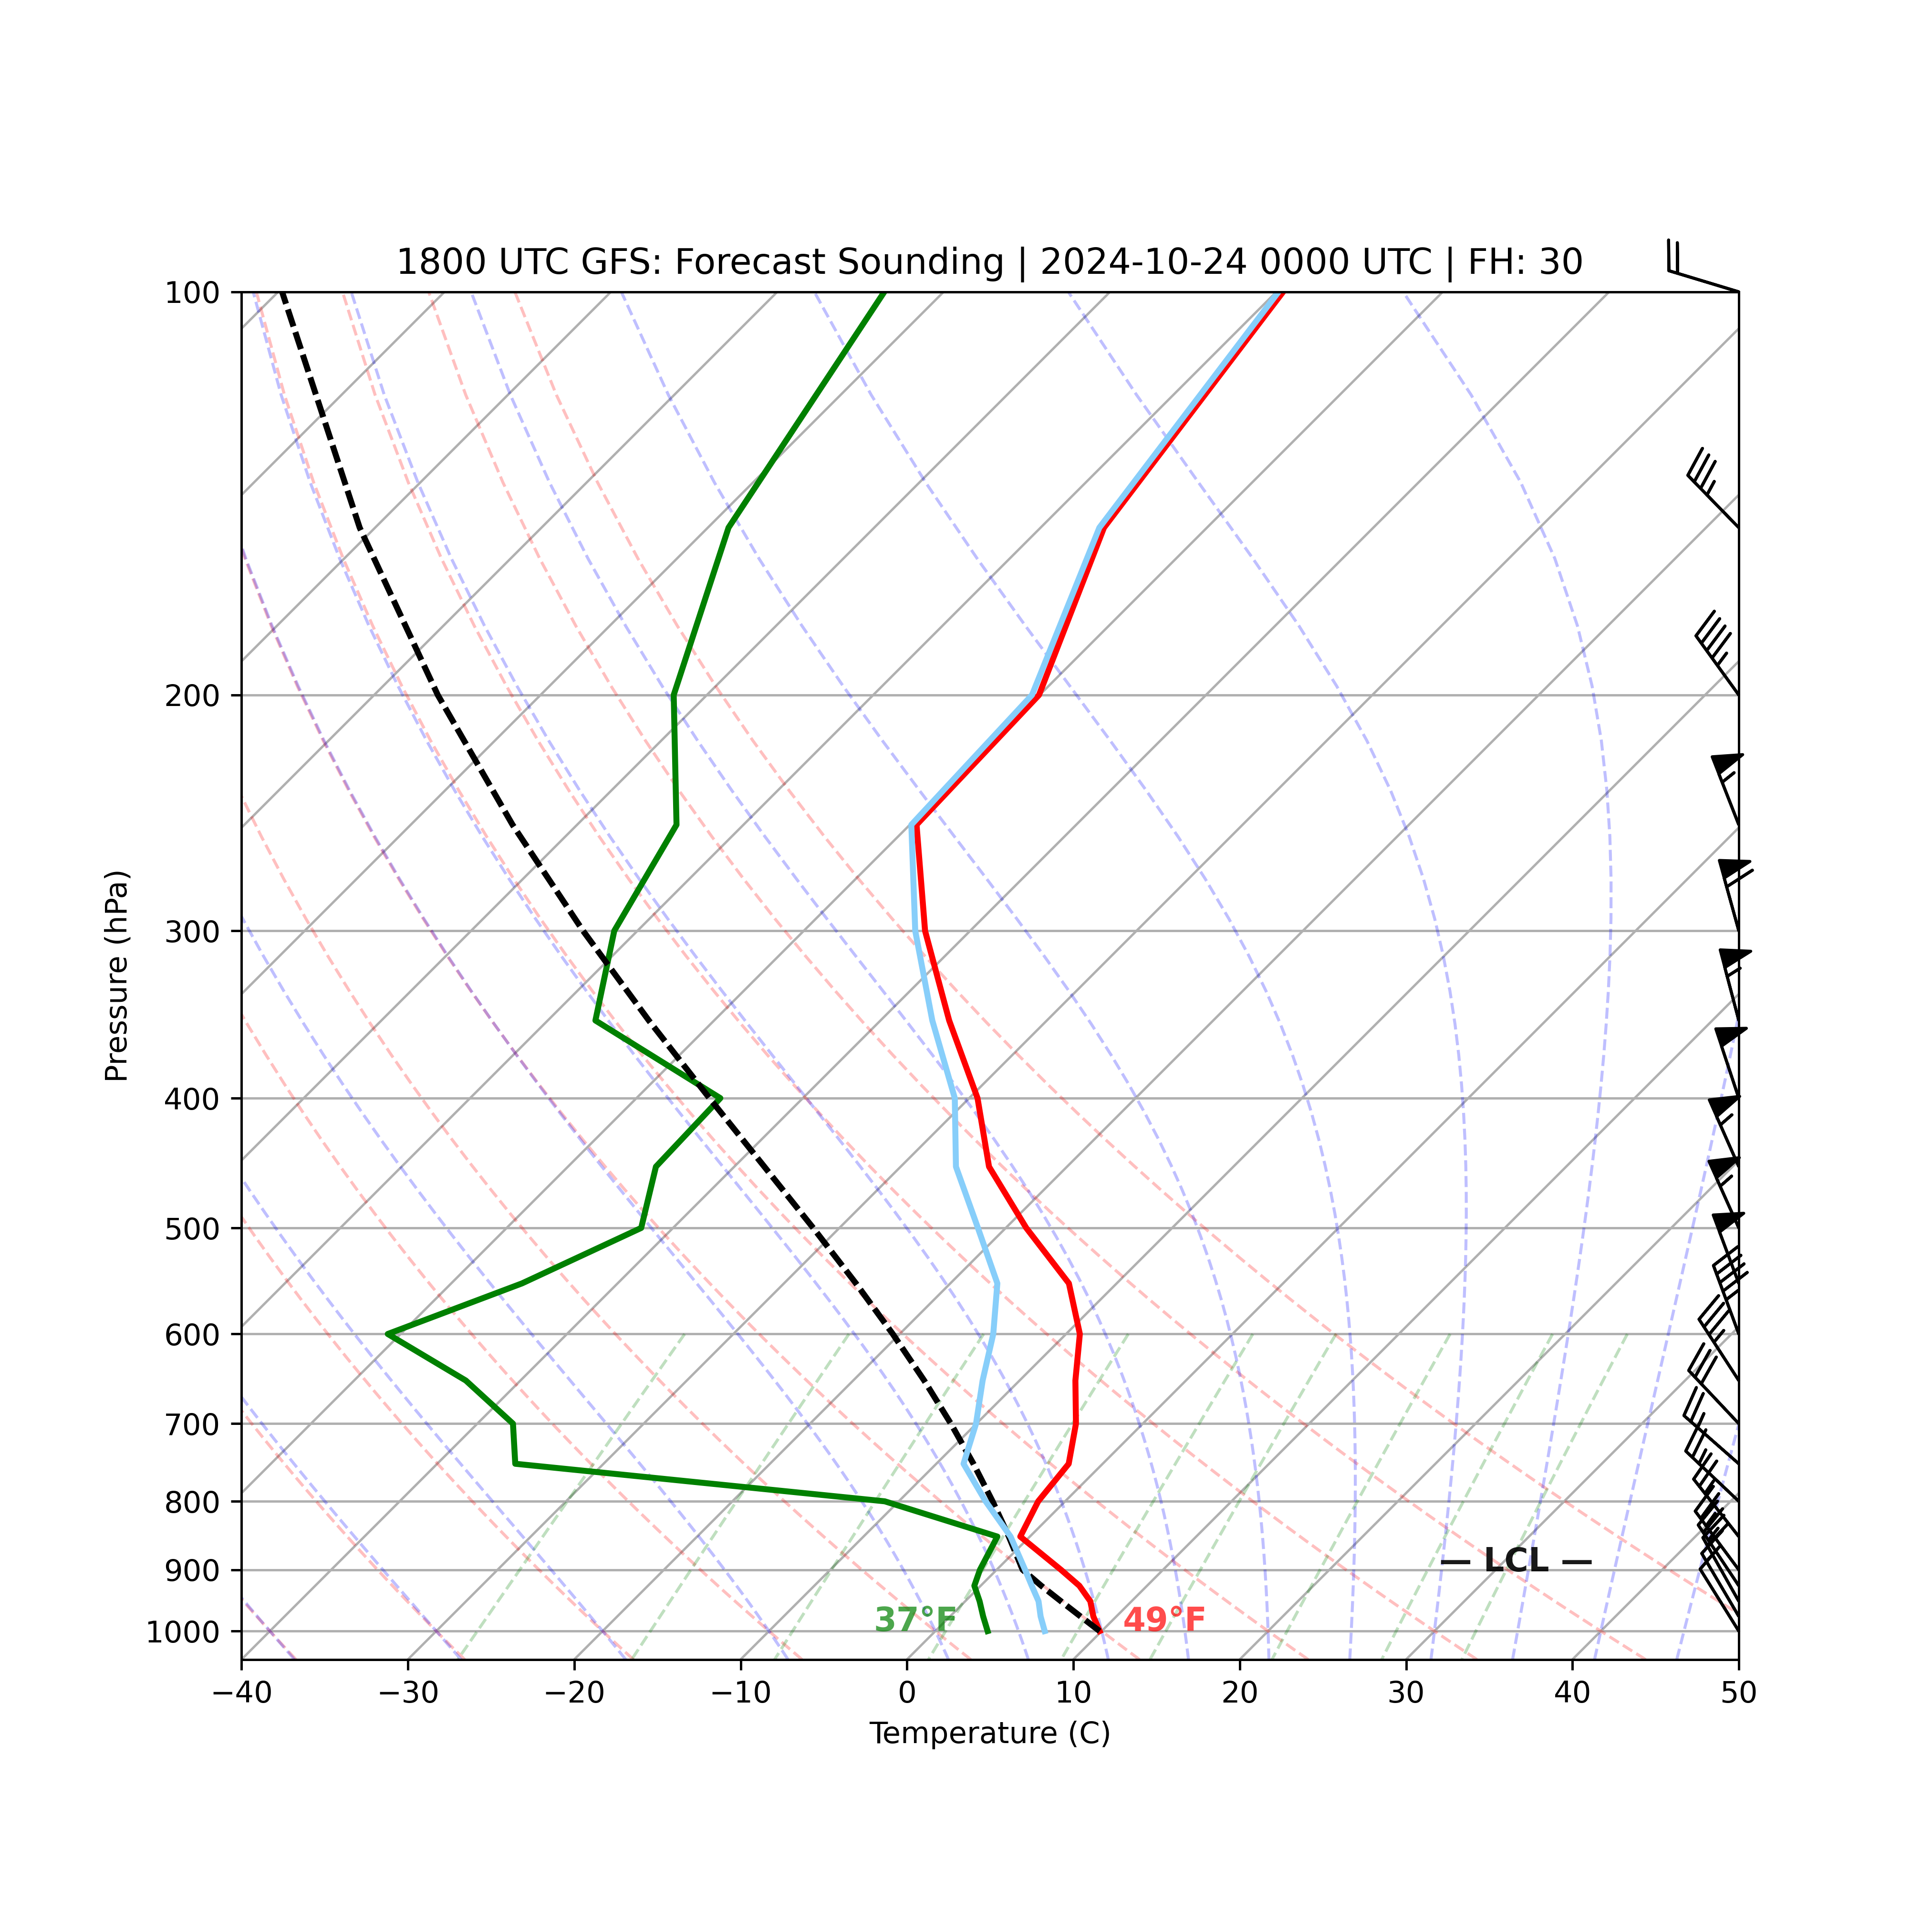 1800 UTC GFS: Forecast Sounding | 2024-10-24 0000 UTC | FH: 30
100
200
300
400
500
600
700
800
900
1000
Pressure (hPa)
— LCL —
37°F
49°F
−40 −30 −20 −10 0 10 20 30 40 50
Temperature (C)